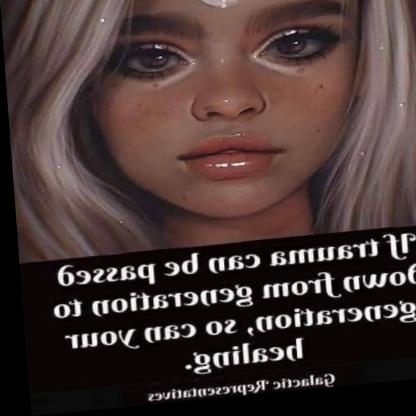 "If trauma can be passed
down from generation to
generation, so can your
healing.
Galactic Representatives